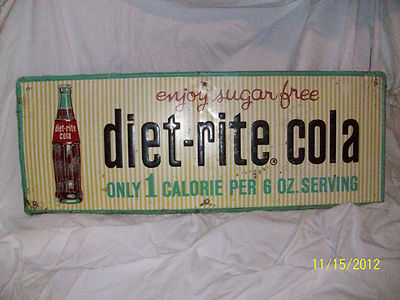 enjoy sugar free
diet-rite
cola
diet-rite® cola
ONLY 1 CALORIE PER 6 OZ. SERVING
11/15/2012